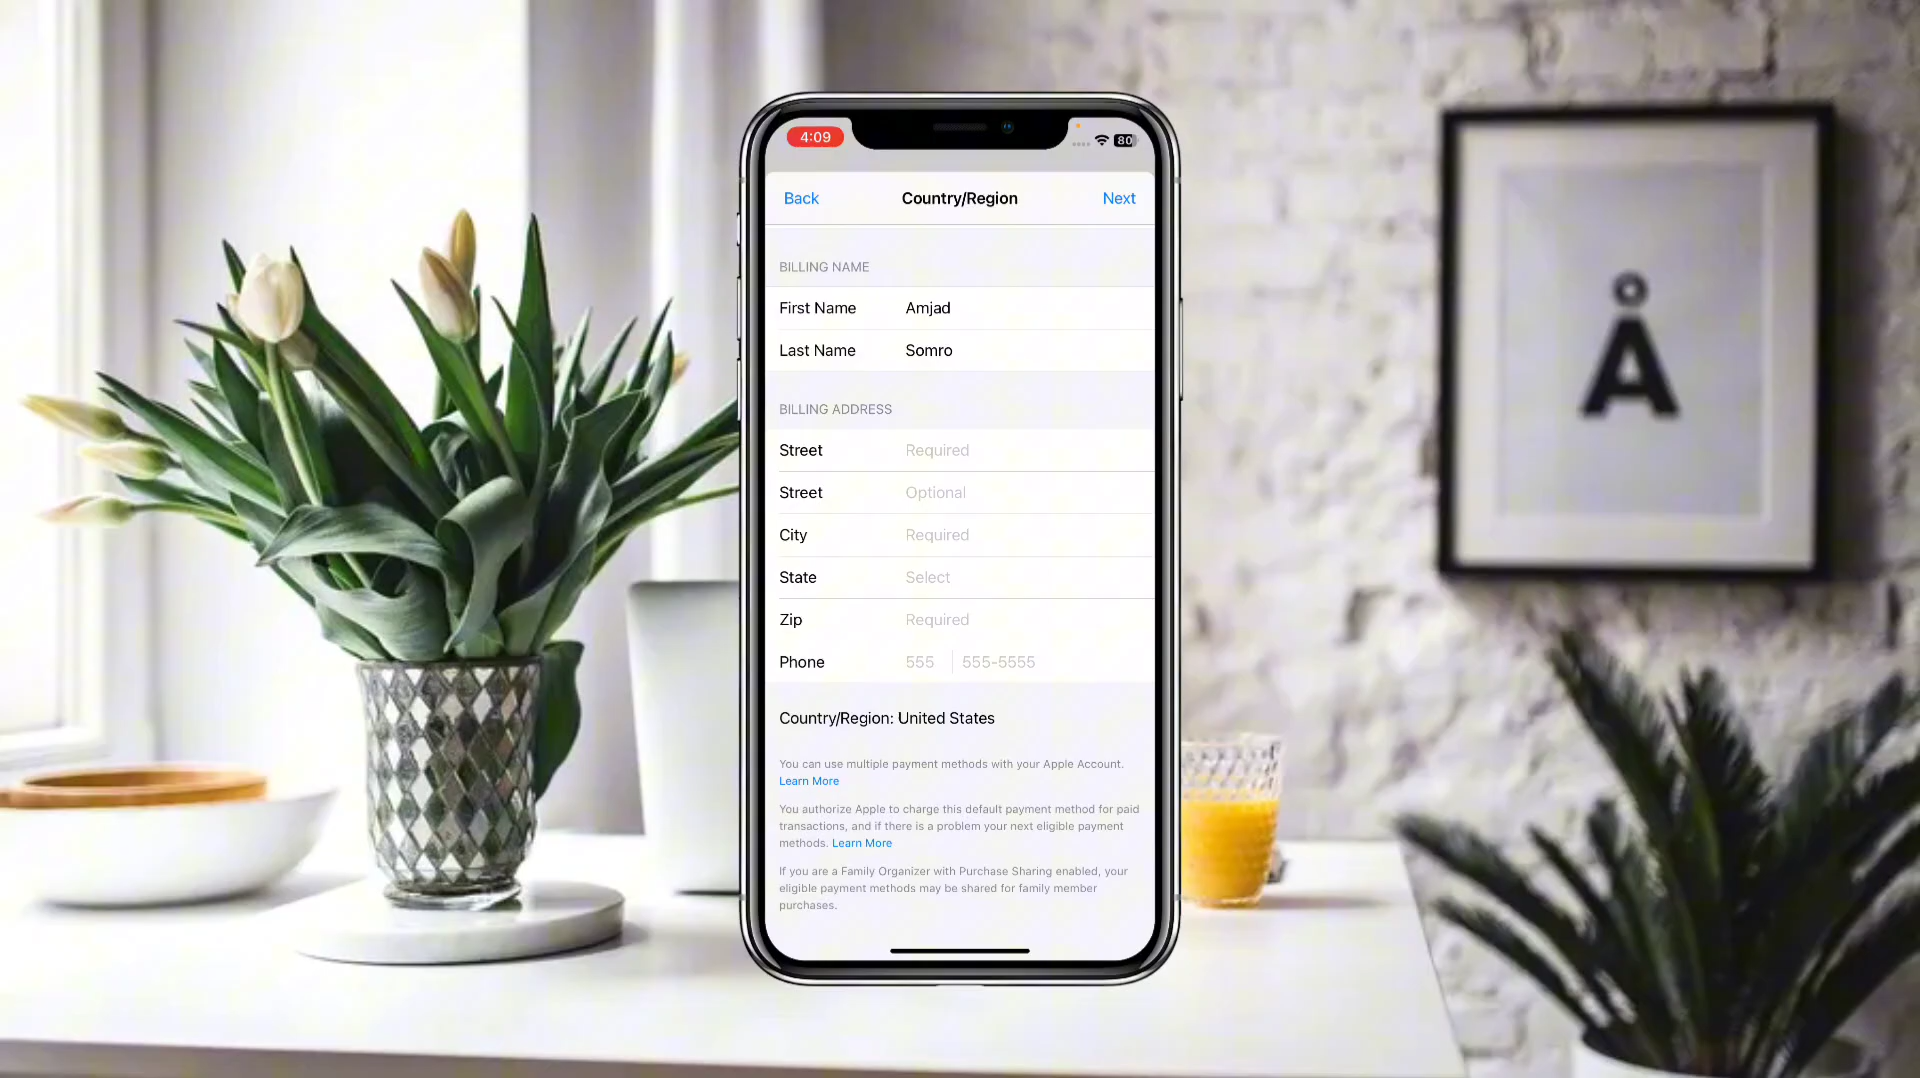 4:09
80
Back Country/Region Next
BILLING NAME
First Name Amjad
Last Name Somro
BILLING ADDRESS
Street Required
Street Optional
City Required
State Select
Zip Required
Phone 555 555-5555
Country/Region: United States
You can use multiple payment methods with your Apple Account.
Learn More
You authorize Apple to charge this default payment method for paid
transactions, and if there is a problem your next eligible payment
methods. Learn More
If you are a Family Organizer with Purchase Sharing enabled, your
eligible payment methods may be shared for family member
purchases.
Å